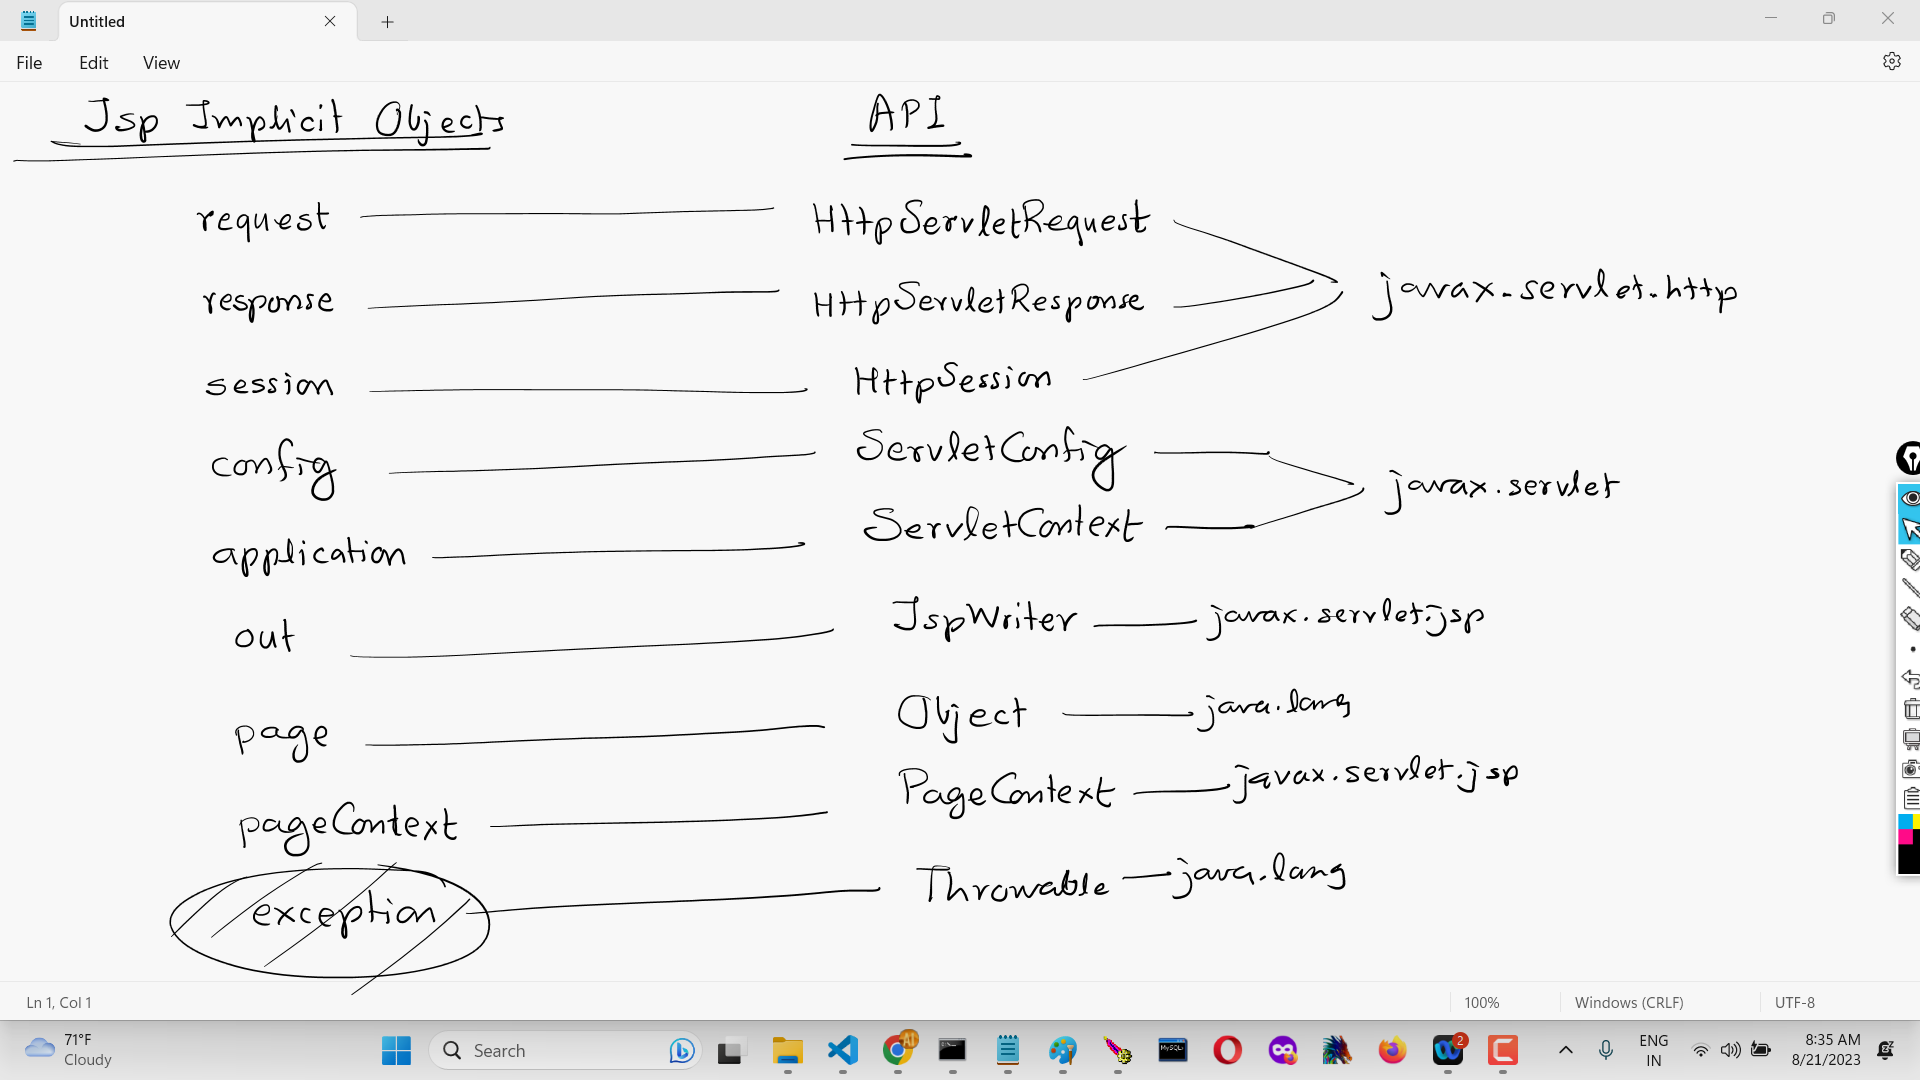 Untitled
File Edit View
Jsp Implicit Objects API
request HttpServletRequest
response HttpServletResponse javax.servlet.http
session HttpSession
config ServletConfig javax.servlet
application ServletContext
out JspWriter javax.servlet.jsp
page Object java.lang
pageContext PageContext javax.servlet.jsp
exception Throwable java.lang
Ln 1, Col 1 100% Windows (CRLF) UTF-8
71°F
Cloudy
Search
MySQL
2
ENG
IN
8:35 AM
8/21/2023